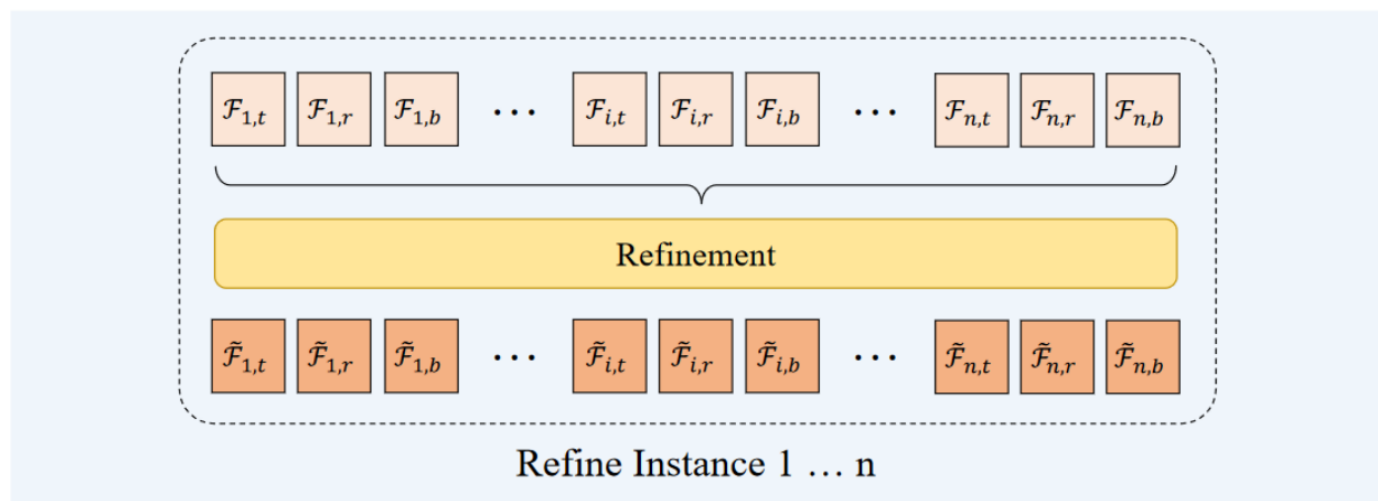 ℱ₁,t ℱ₁,r ℱ₁,b ··· ℱi,t ℱi,r ℱi,b ··· ℱn,t ℱn,r ℱn,b
Refinement
ℱ̃₁,t ℱ̃₁,r ℱ̃₁,b ··· ℱ̃i,t ℱ̃i,r ℱ̃i,b ··· ℱ̃n,t ℱ̃n,r ℱ̃n,b
Refine Instance 1 … n